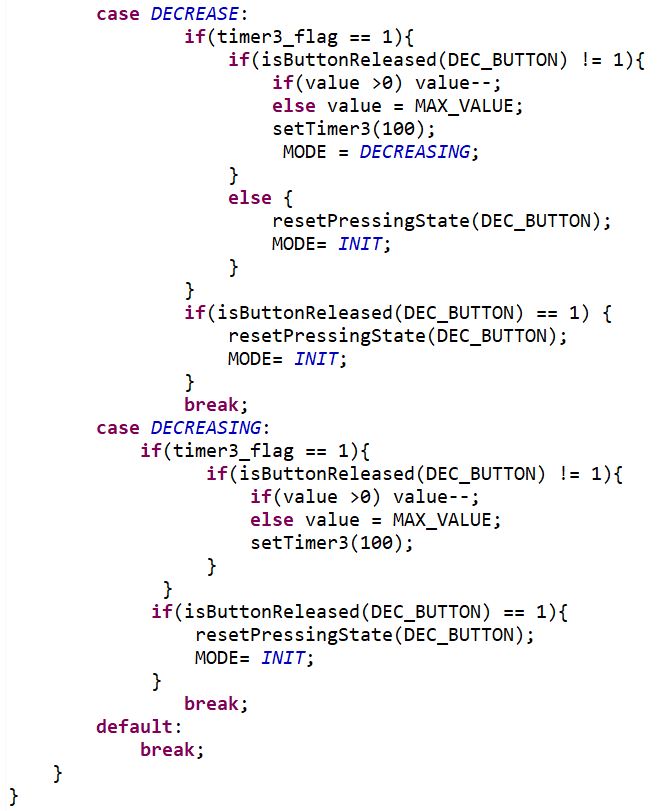 case DECREASE:
if(timer3_flag == 1){
if(isButtonReleased(DEC_BUTTON) != 1){
if(value >0) value--;
else value = MAX_VALUE;
setTimer3(100);
MODE = DECREASING;
}
else {
resetPressingState(DEC_BUTTON);
MODE= INIT;
}
}
if(isButtonReleased(DEC_BUTTON) == 1) {
resetPressingState(DEC_BUTTON);
MODE= INIT;
}
break;
case DECREASING:
if(timer3_flag == 1){
if(isButtonReleased(DEC_BUTTON) != 1){
if(value >0) value--;
else value = MAX_VALUE;
setTimer3(100);
}
}
if(isButtonReleased(DEC_BUTTON) == 1){
resetPressingState(DEC_BUTTON);
MODE= INIT;
}
break;
default:
break;
}
}